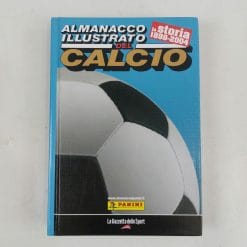 ALMANACCO
ILLUSTRATO
DEL
CALCIO
la storia
1898-2004
PANINI
La Gazzetta dello Sport